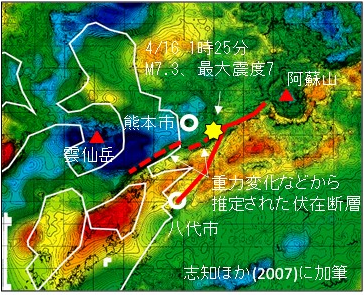 4/16 1時25分
M7.3、最大震度7
阿蘇山
熊本市
雲仙岳
重力変化などから
推定された伏在断層
八代市
志知ほか(2007)に加筆